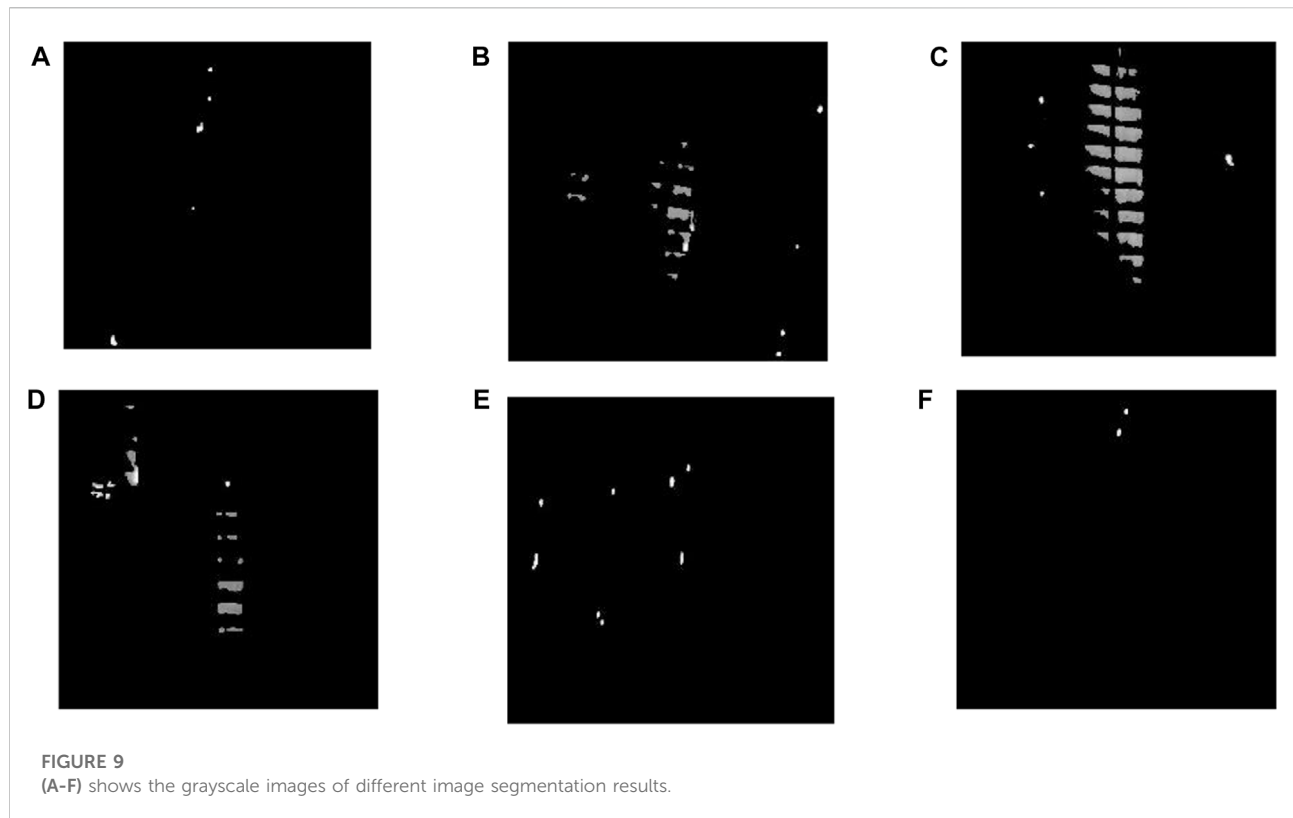 A
B
C
D
E
F
FIGURE 9
(A-F) shows the grayscale images of different image segmentation results.